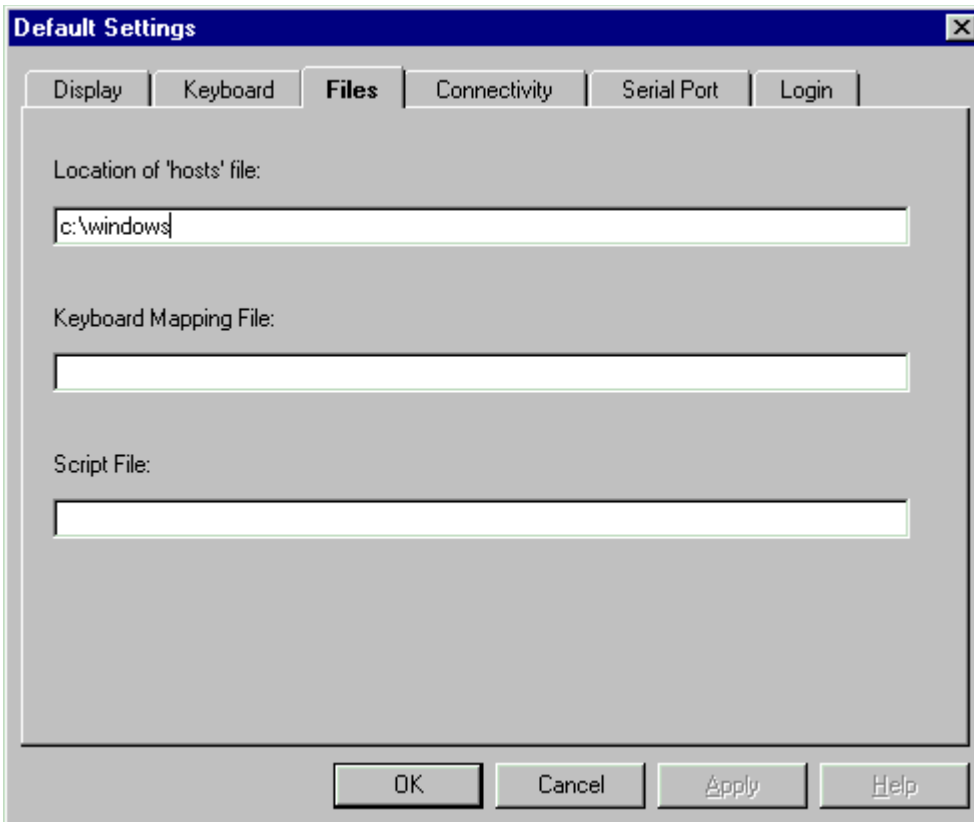 Default Settings
Display Keyboard Files Connectivity Serial Port Login
Location of 'hosts' file:
c:\windows
Keyboard Mapping File:
Script File:
OK Cancel Apply Help